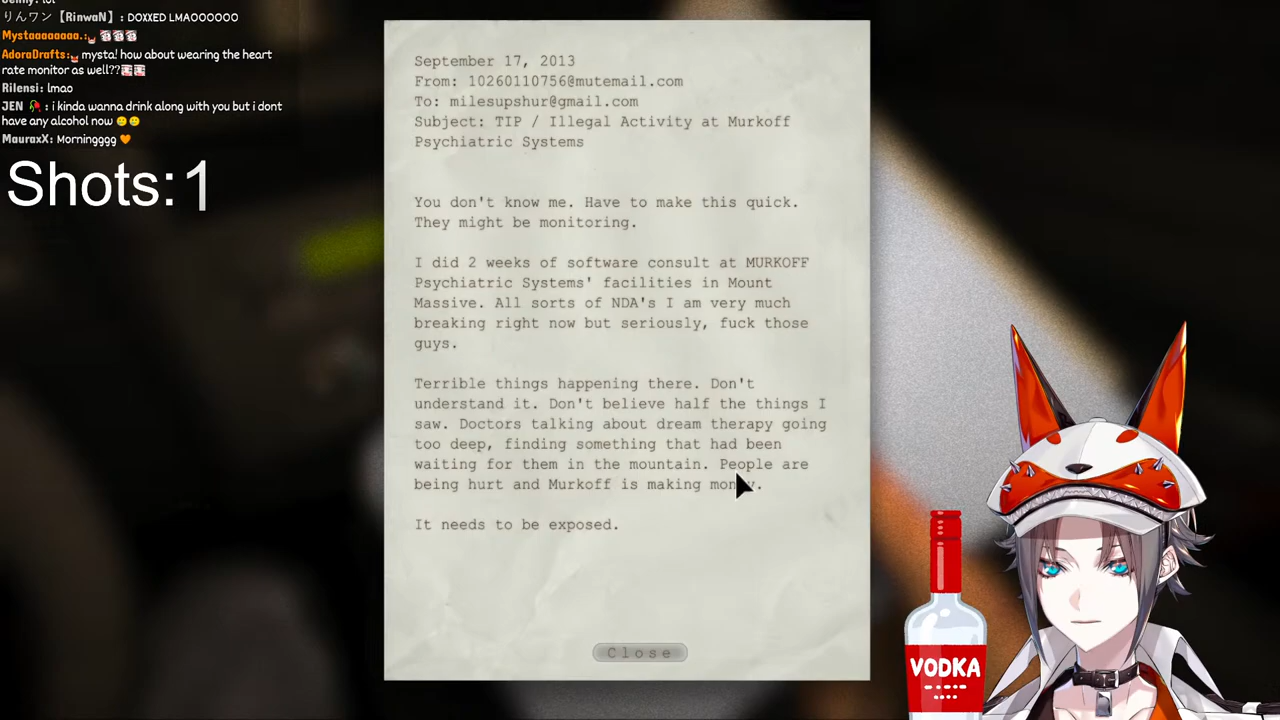 りんワン【RinwaN】: DOXXED LMAOOOOOO
Mystaaaaaaa.:
AdoraDrafts: mysta! how about wearing the heart
rate monitor as well??
Rilensi: lmao
JEN : i kinda wanna drink along with you but i dont
have any alcohol now
MauraxX: Morningggg
Shots:1
September 17, 2013
From: 10260110756@mutemail.com
To: milesupshur@gmail.com
Subject: TIP / Illegal Activity at Murkoff
Psychiatric Systems
You don't know me. Have to make this quick.
They might be monitoring.
I did 2 weeks of software consult at MURKOFF
Psychiatric Systems' facilities in Mount
Massive. All sorts of NDA's I am very much
breaking right now but seriously, fuck those
guys.
Terrible things happening there. Don't
understand it. Don't believe half the things I
saw. Doctors talking about dream therapy going
too deep, finding something that had been
waiting for them in the mountain. People are
being hurt and Murkoff is making money.
It needs to be exposed.
Close
VODKA